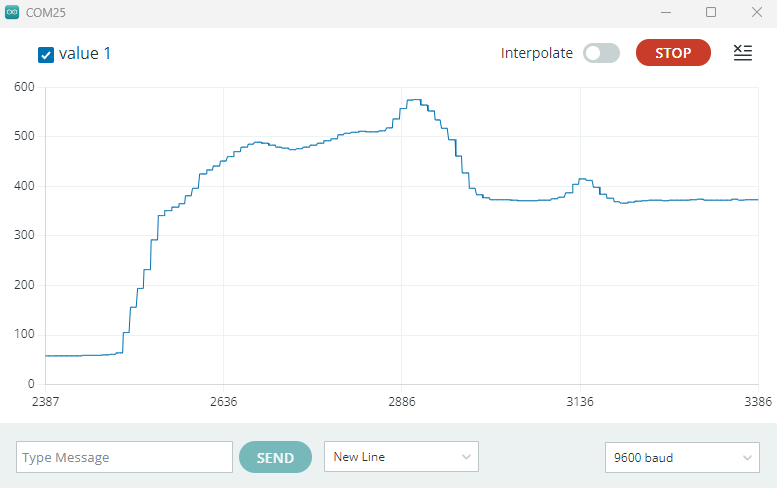 COM25
value 1
Interpolate
STOP
600
500
400
300
200
100
0
2387 2636 2886 3136 3386
Type Message
SEND
New Line
9600 baud